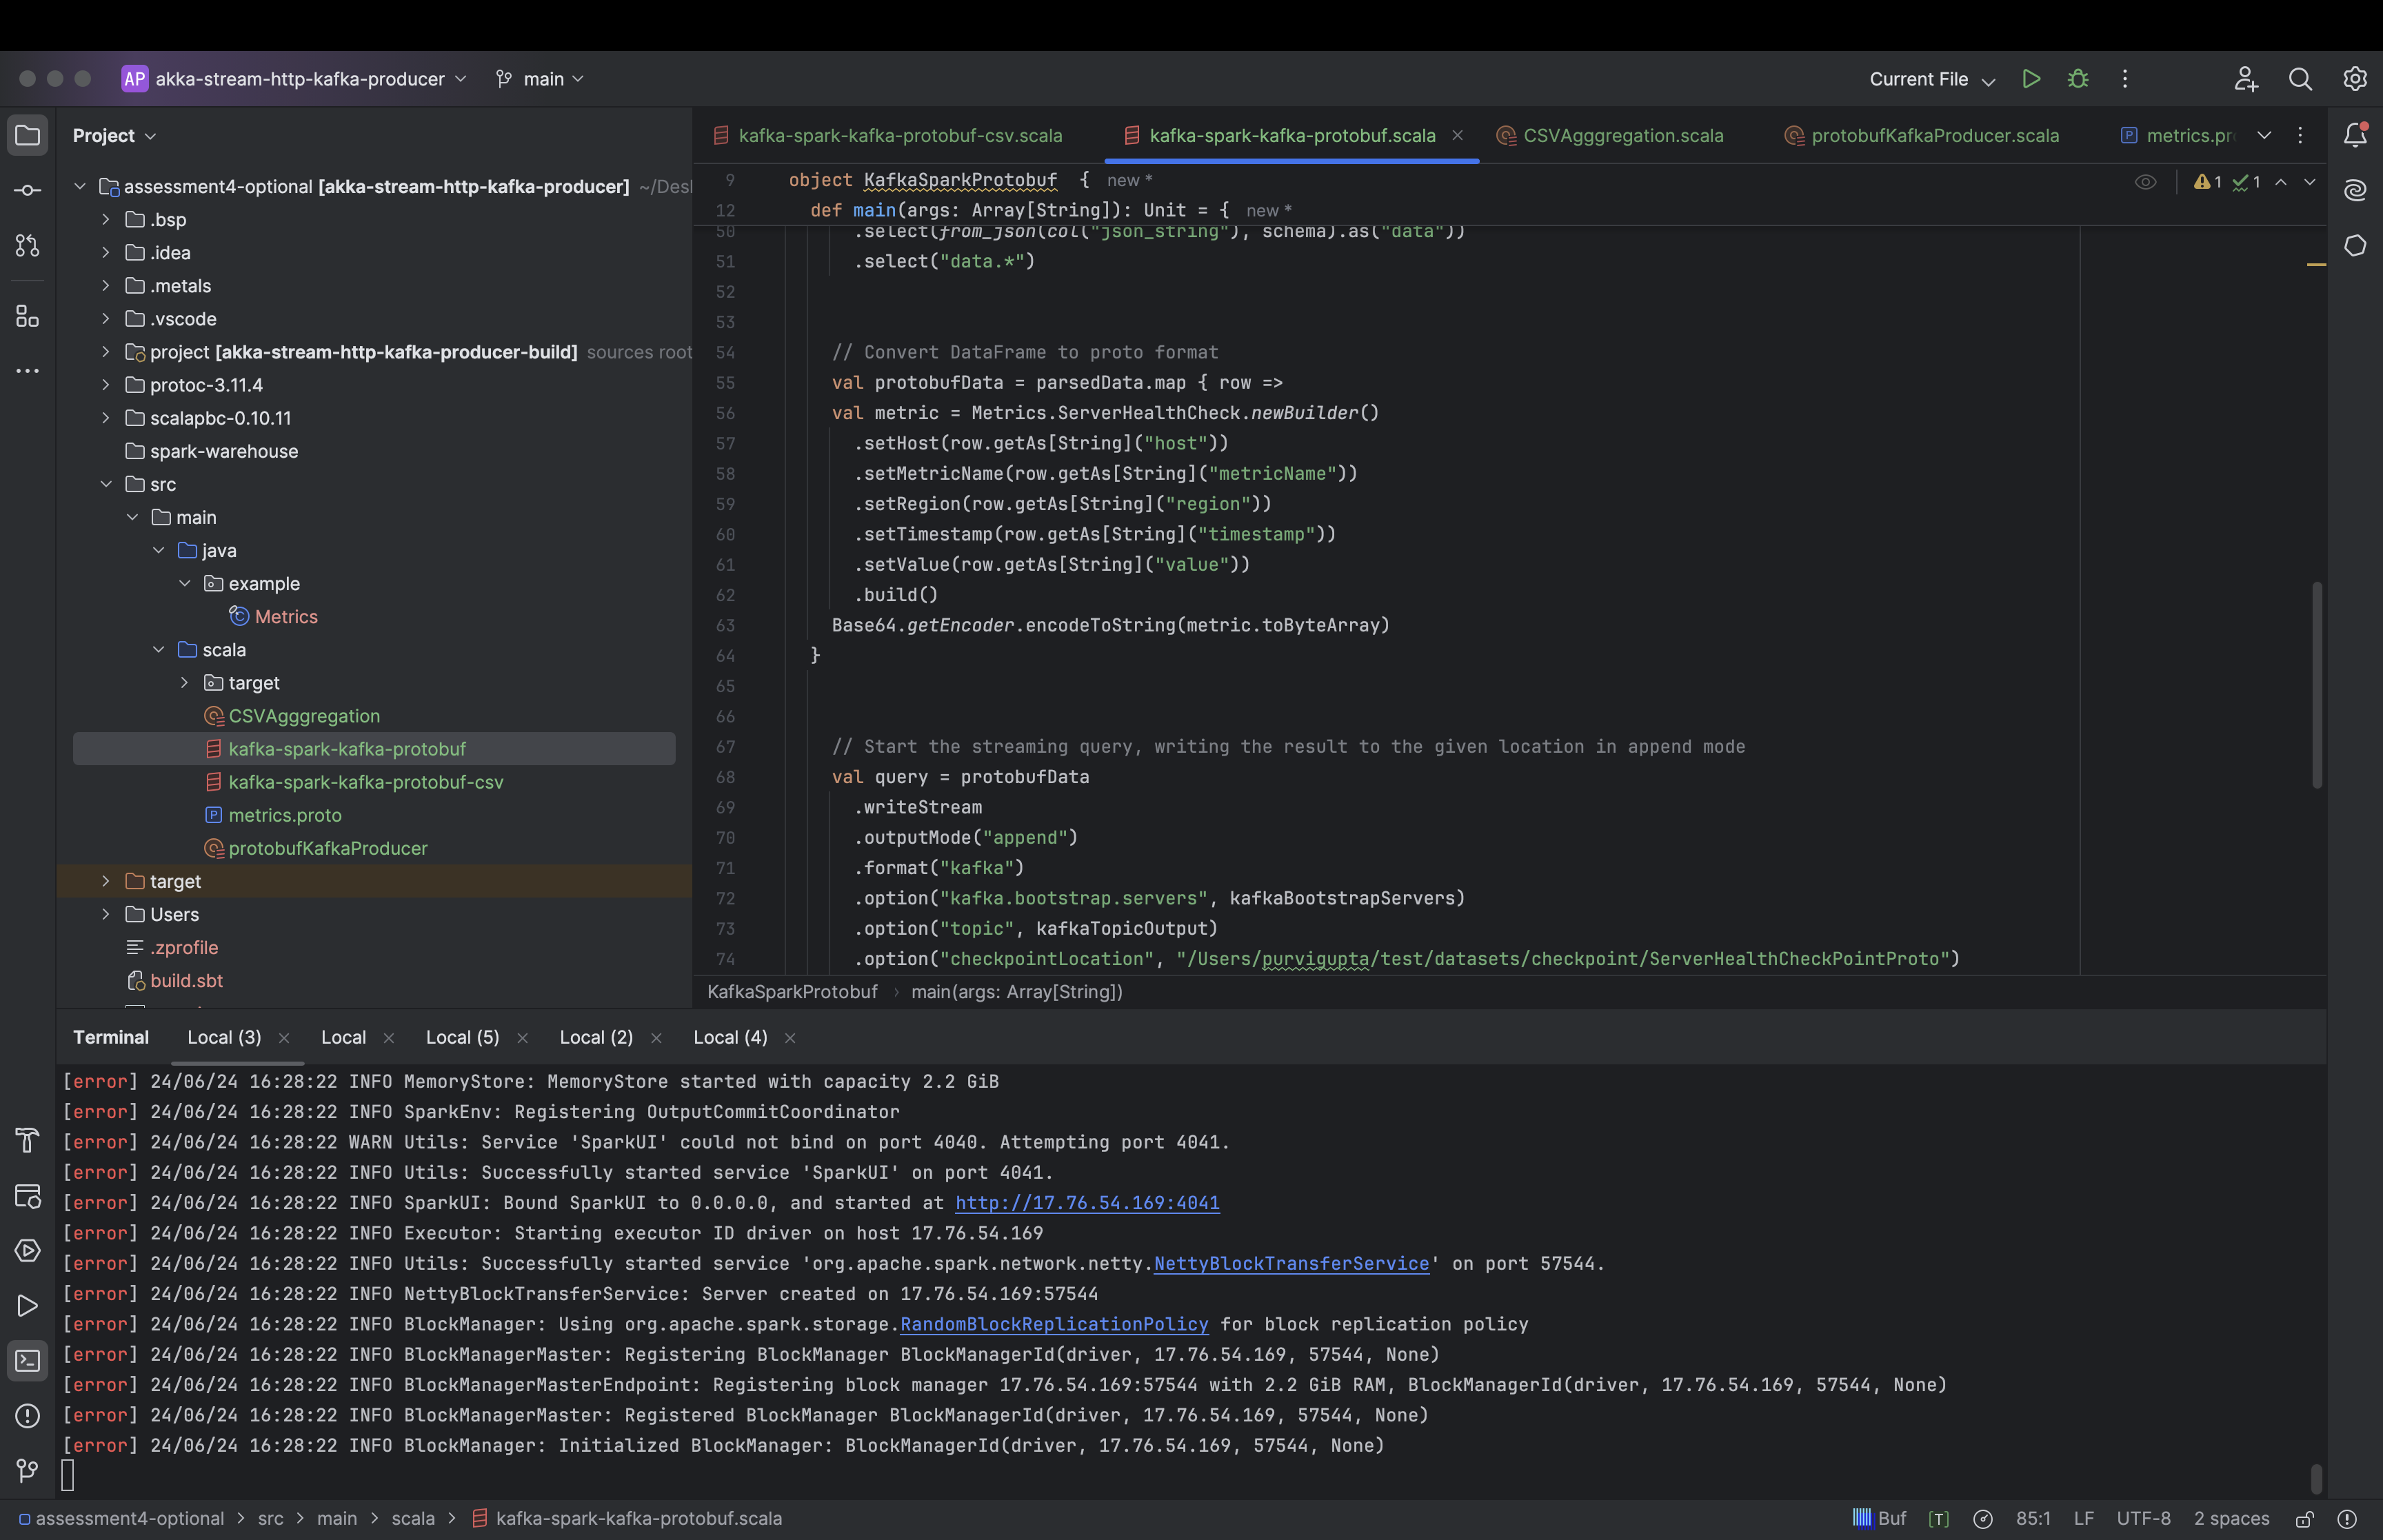 AP akka-stream-http-kafka-producer main Current File
Project
assessment4-optional [akka-stream-http-kafka-producer] ~/Desl
.bsp
.idea
.metals
.vscode
project [akka-stream-http-kafka-producer-build] sources root
protoc-3.11.4
scalapbc-0.10.11
spark-warehouse
src
main
java
example
Metrics
scala
target
CSVAgggregation
kafka-spark-kafka-protobuf
kafka-spark-kafka-protobuf-csv
metrics.proto
protobufKafkaProducer
target
Users
.zprofile
build.sbt
kafka-spark-kafka-protobuf-csv.scala kafka-spark-kafka-protobuf.scala CSVAgggregation.scala protobufKafkaProducer.scala metrics.pr
9 object KafkaSparkProtobuf { new *
1 1
12 def main(args: Array[String]): Unit = { new *
50 .select(from_json(col("json_string"), schema).as("data"))
51 .select("data.*")
52
53
54 // Convert DataFrame to proto format
55 val protobufData = parsedData.map { row =>
56 val metric = Metrics.ServerHealthCheck.newBuilder()
57 .setHost(row.getAs[String]("host"))
58 .setMetricName(row.getAs[String]("metricName"))
59 .setRegion(row.getAs[String]("region"))
60 .setTimestamp(row.getAs[String]("timestamp"))
61 .setValue(row.getAs[String]("value"))
62 .build()
63 Base64.getEncoder.encodeToString(metric.toByteArray)
64 }
65
66
67 // Start the streaming query, writing the result to the given location in append mode
68 val query = protobufData
69 .writeStream
70 .outputMode("append")
71 .format("kafka")
72 .option("kafka.bootstrap.servers", kafkaBootstrapServers)
73 .option("topic", kafkaTopicOutput)
74 .option("checkpointLocation", "/Users/purvigupta/test/datasets/checkpoint/ServerHealthCheckPointProto")
KafkaSparkProtobuf > main(args: Array[String])
Terminal Local (3) Local Local (5) Local (2) Local (4)
[error] 24/06/24 16:28:22 INFO MemoryStore: MemoryStore started with capacity 2.2 GiB
[error] 24/06/24 16:28:22 INFO SparkEnv: Registering OutputCommitCoordinator
[error] 24/06/24 16:28:22 WARN Utils: Service 'SparkUI' could not bind on port 4040. Attempting port 4041.
[error] 24/06/24 16:28:22 INFO Utils: Successfully started service 'SparkUI' on port 4041.
[error] 24/06/24 16:28:22 INFO SparkUI: Bound SparkUI to 0.0.0.0, and started at http://17.76.54.169:4041
[error] 24/06/24 16:28:22 INFO Executor: Starting executor ID driver on host 17.76.54.169
[error] 24/06/24 16:28:22 INFO Utils: Successfully started service 'org.apache.spark.network.netty.NettyBlockTransferService' on port 57544.
[error] 24/06/24 16:28:22 INFO NettyBlockTransferService: Server created on 17.76.54.169:57544
[error] 24/06/24 16:28:22 INFO BlockManager: Using org.apache.spark.storage.RandomBlockReplicationPolicy for block replication policy
[error] 24/06/24 16:28:22 INFO BlockManagerMaster: Registering BlockManager BlockManagerId(driver, 17.76.54.169, 57544, None)
[error] 24/06/24 16:28:22 INFO BlockManagerMasterEndpoint: Registering block manager 17.76.54.169:57544 with 2.2 GiB RAM, BlockManagerId(driver, 17.76.54.169, 57544, None)
[error] 24/06/24 16:28:22 INFO BlockManagerMaster: Registered BlockManager BlockManagerId(driver, 17.76.54.169, 57544, None)
[error] 24/06/24 16:28:22 INFO BlockManager: Initialized BlockManager: BlockManagerId(driver, 17.76.54.169, 57544, None)
assessment4-optional > src > main > scala > kafka-spark-kafka-protobuf.scala Buf [T] 85:1 LF UTF-8 2 spaces